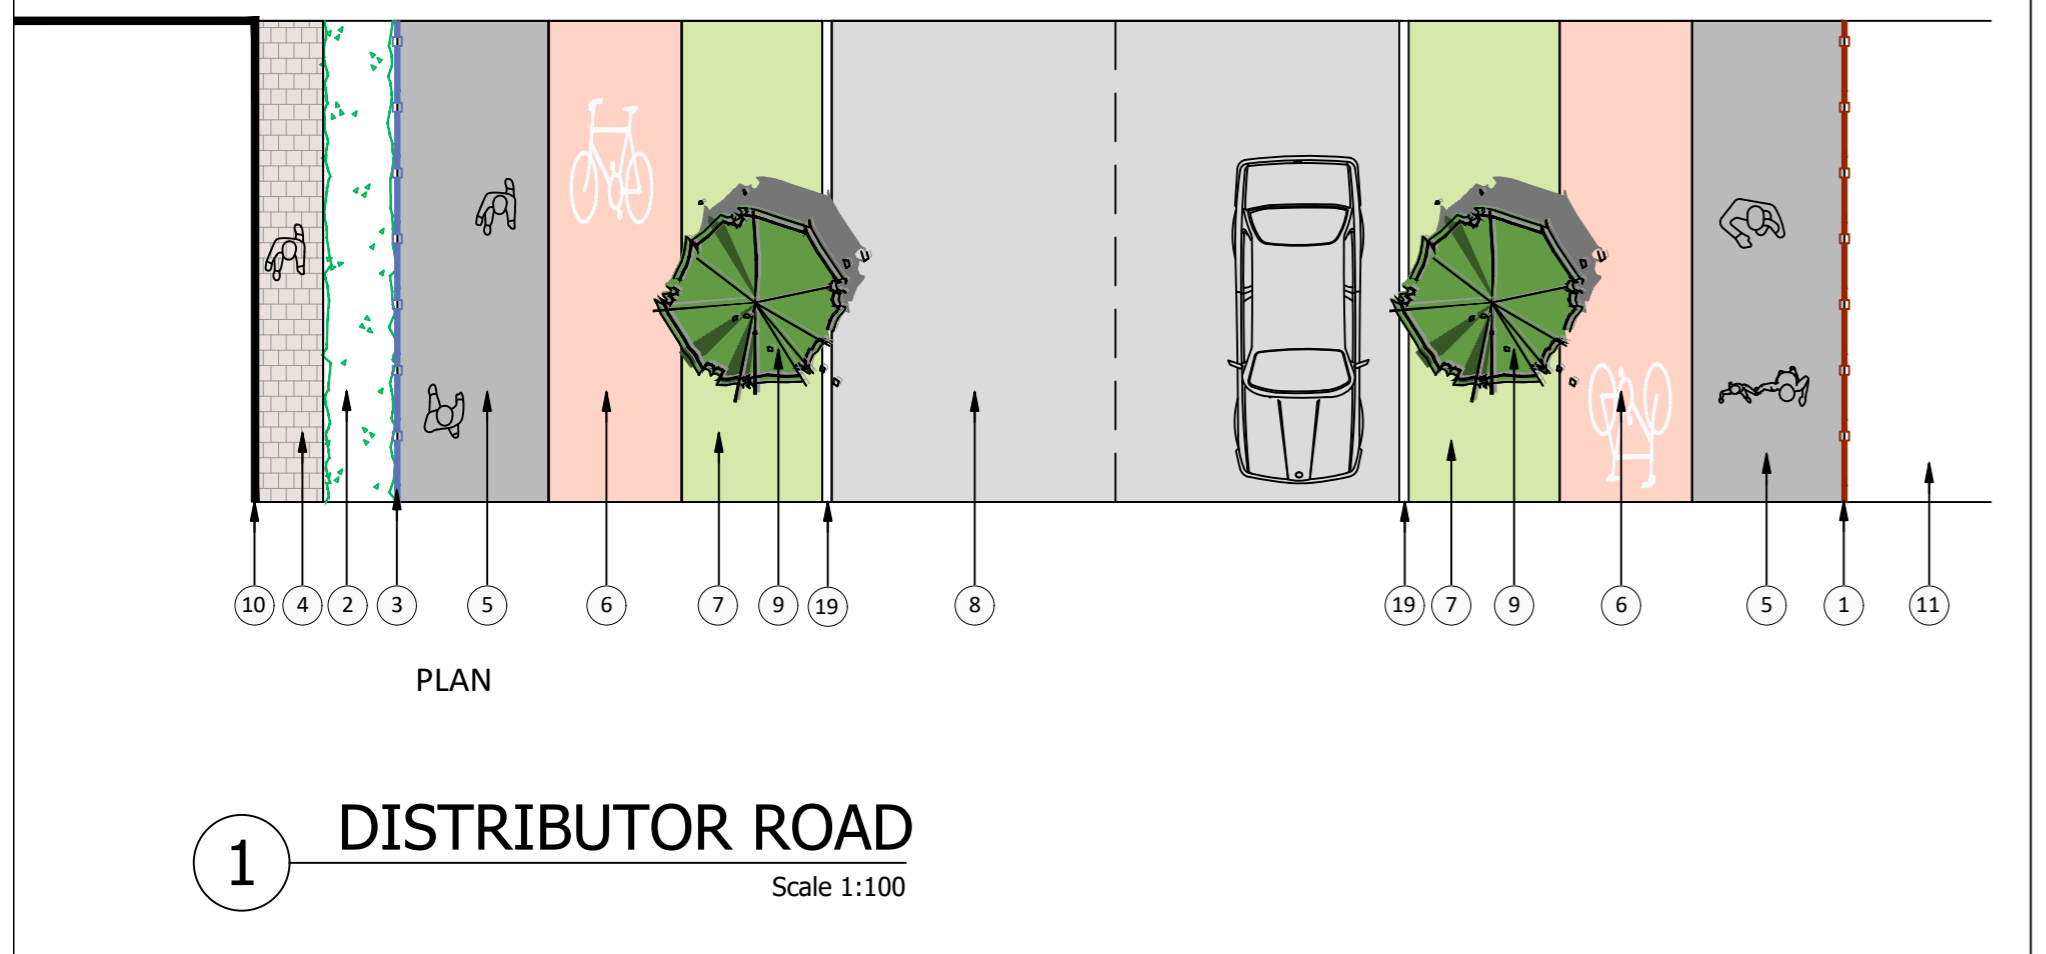 10 4 2 3 5 6 7 9 19 8 19 7 9 6 5 1 11
PLAN
1 DISTRIBUTOR ROAD
Scale 1:100